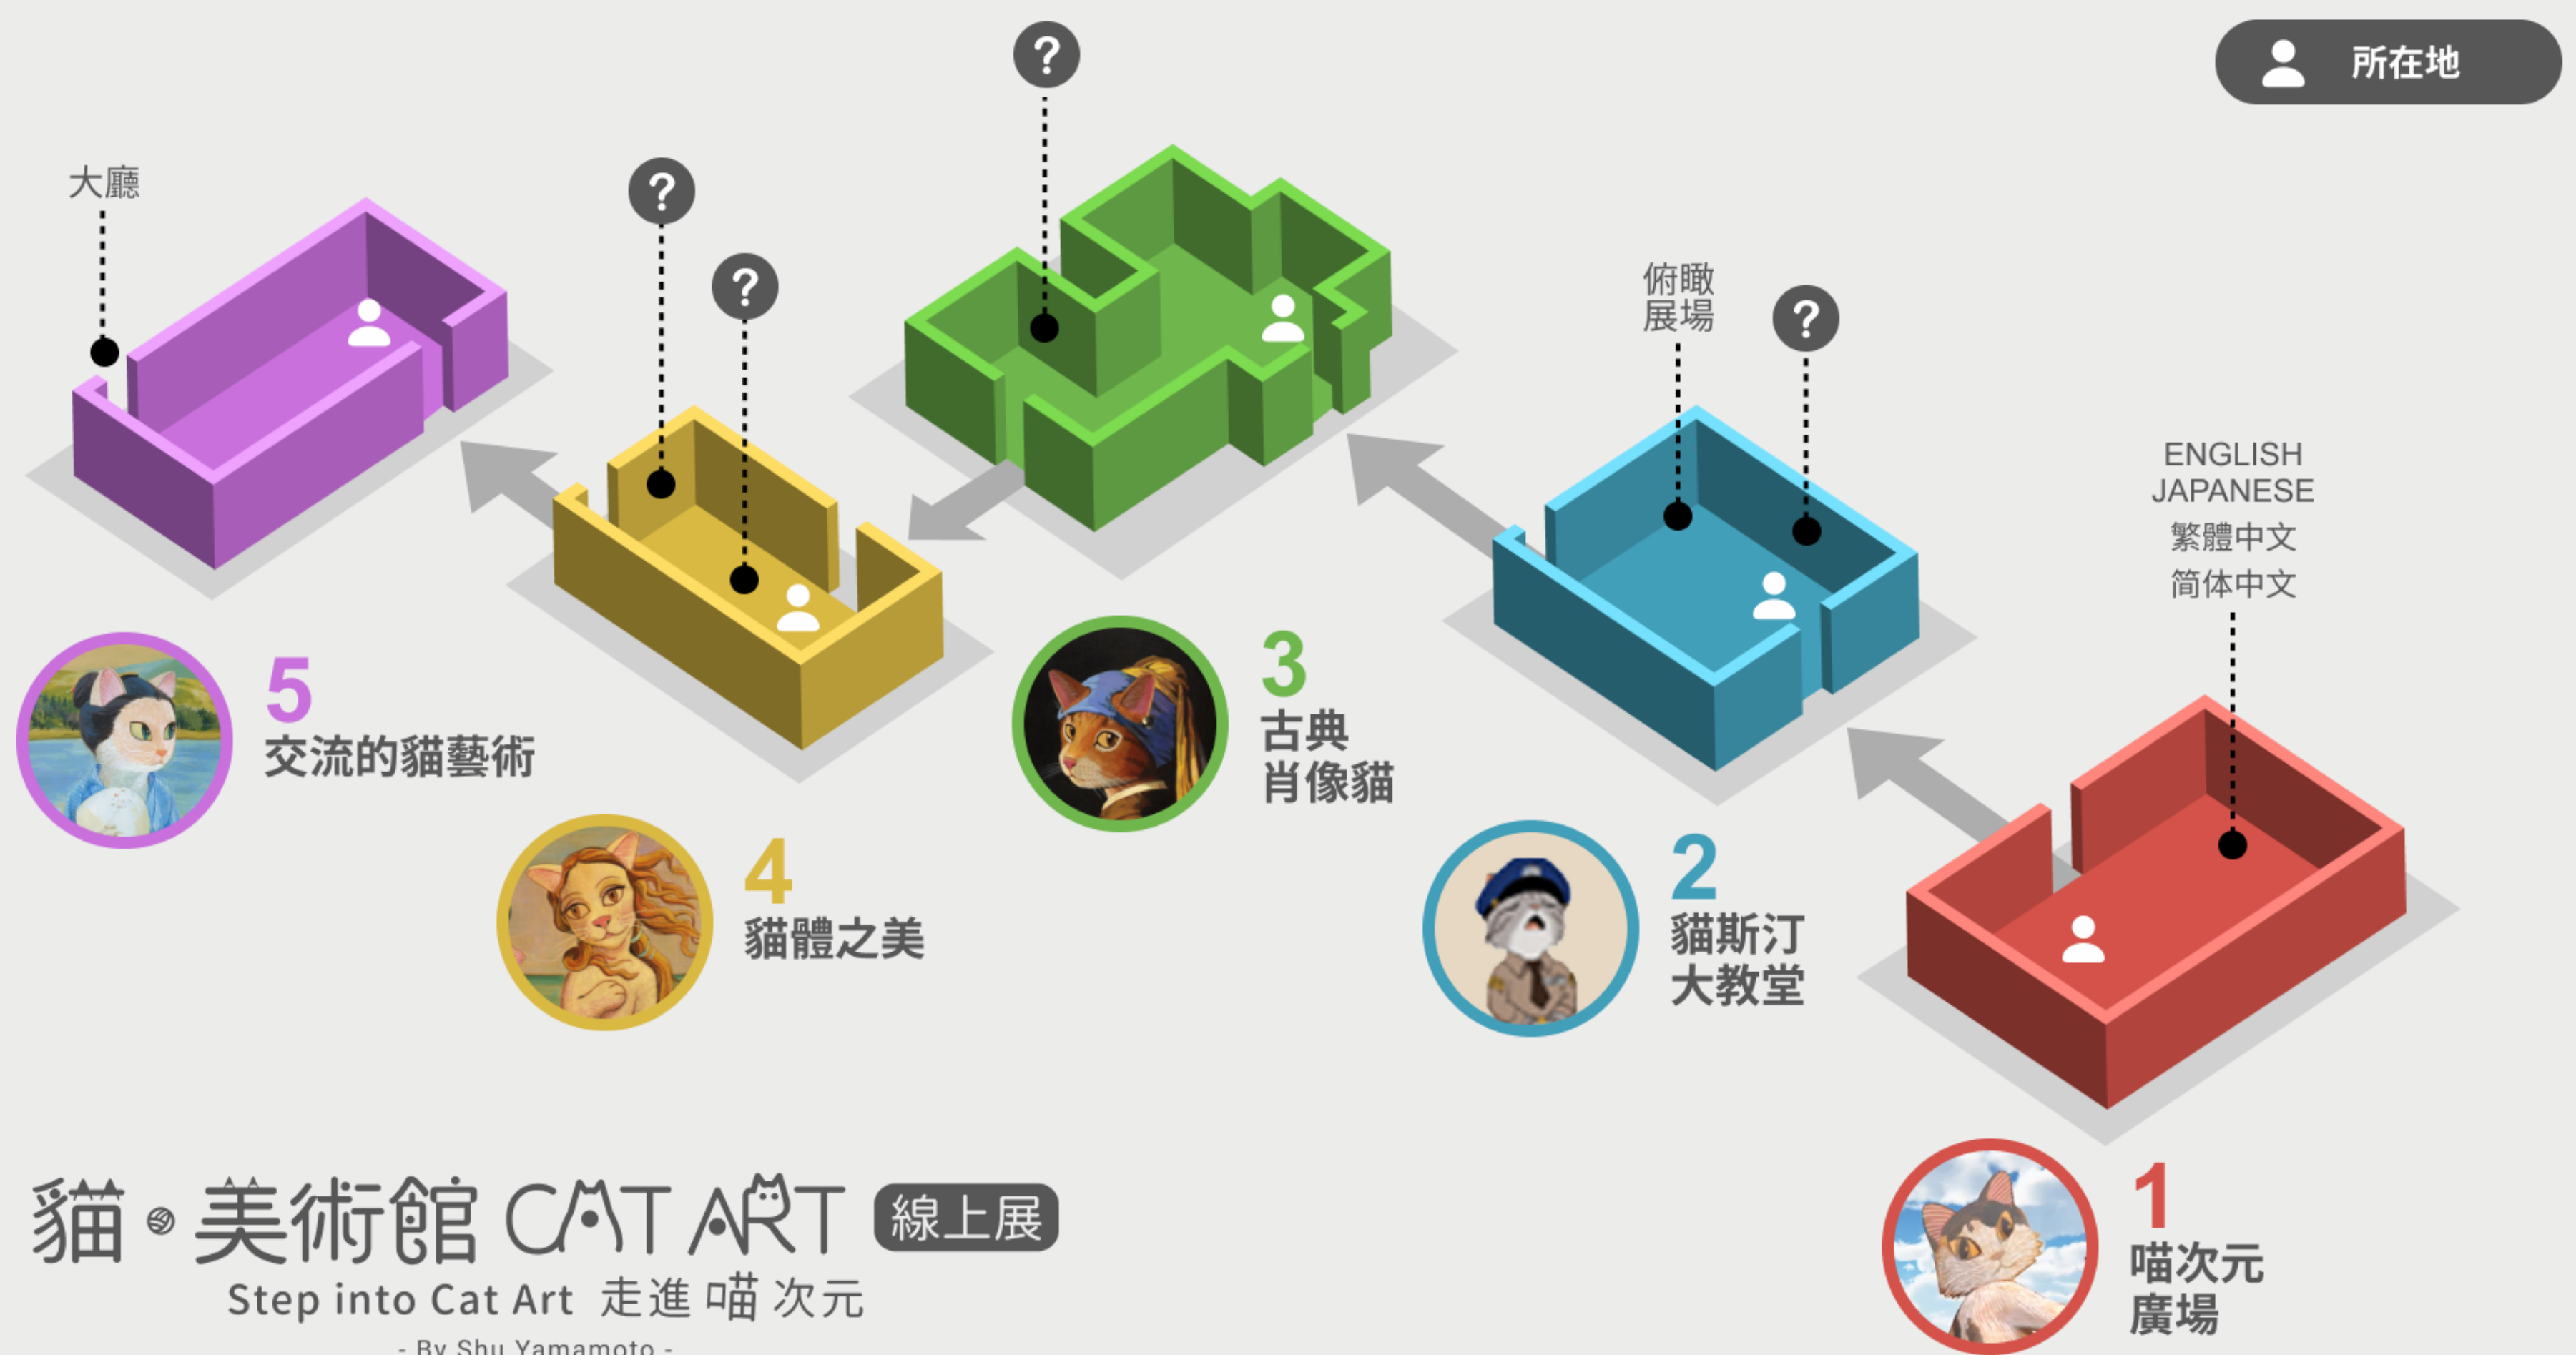 所在地
?
大廳
?
?
俯瞰
展場
?
ENGLISH
JAPANESE
繁體中文
简体中文
5
交流的貓藝術
4
貓體之美
3
古典
肖像貓
2
貓斯汀
大教堂
1
喵次元
廣場
貓·美術館 CAT ART 線上展
Step into Cat Art 走進喵次元
- By Shu Yamamoto -